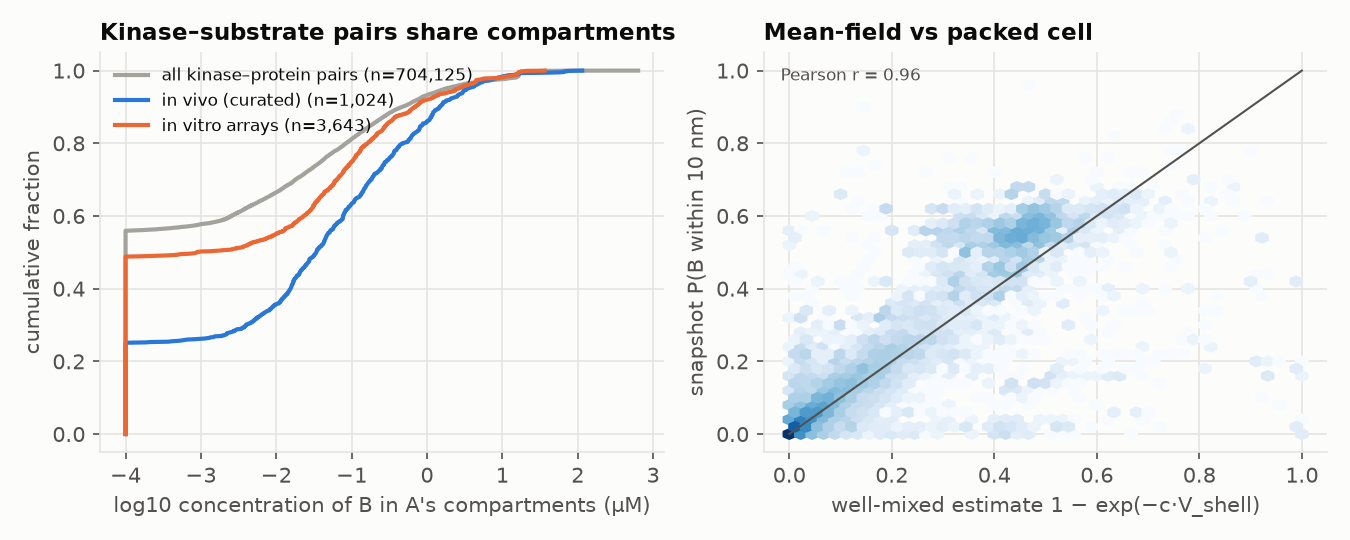 Kinase–substrate pairs share compartments
all kinase–protein pairs (n=704,125)
in vivo (curated) (n=1,024)
in vitro arrays (n=3,643)
cumulative fraction
1.0
0.8
0.6
0.4
0.2
0.0
−4 −3 −2 −1 0 1 2 3
log10 concentration of B in A's compartments (μM)
Mean-field vs packed cell
Pearson r = 0.96
snapshot P(B within 10 nm)
1.0
0.8
0.6
0.4
0.2
0.0
0.0 0.2 0.4 0.6 0.8 1.0
well-mixed estimate 1 − exp(−c·V_shell)